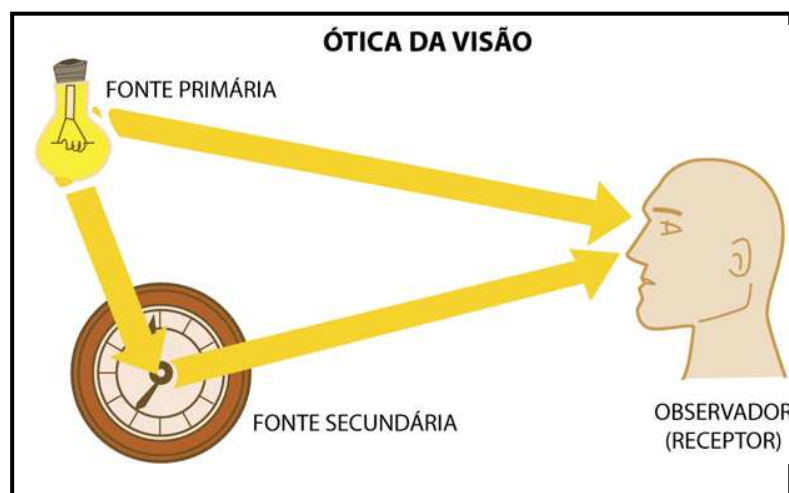 ÓTICA DA VISÃO
FONTE PRIMÁRIA
FONTE SECUNDÁRIA
OBSERVADOR
(RECEPTOR)